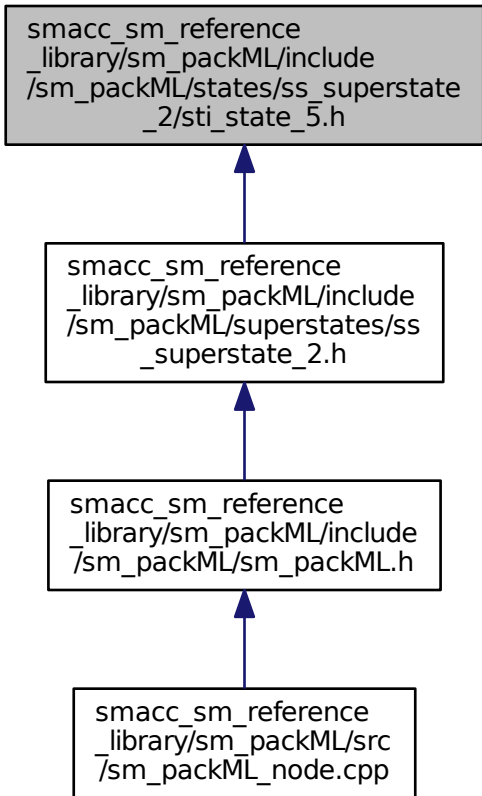 smacc_sm_reference
_library/sm_packML/include
/sm_packML/states/ss_superstate
_2/sti_state_5.h
smacc_sm_reference
_library/sm_packML/include
/sm_packML/superstates/ss
_superstate_2.h
smacc_sm_reference
_library/sm_packML/include
/sm_packML/sm_packML.h
smacc_sm_reference
_library/sm_packML/src
/sm_packML_node.cpp